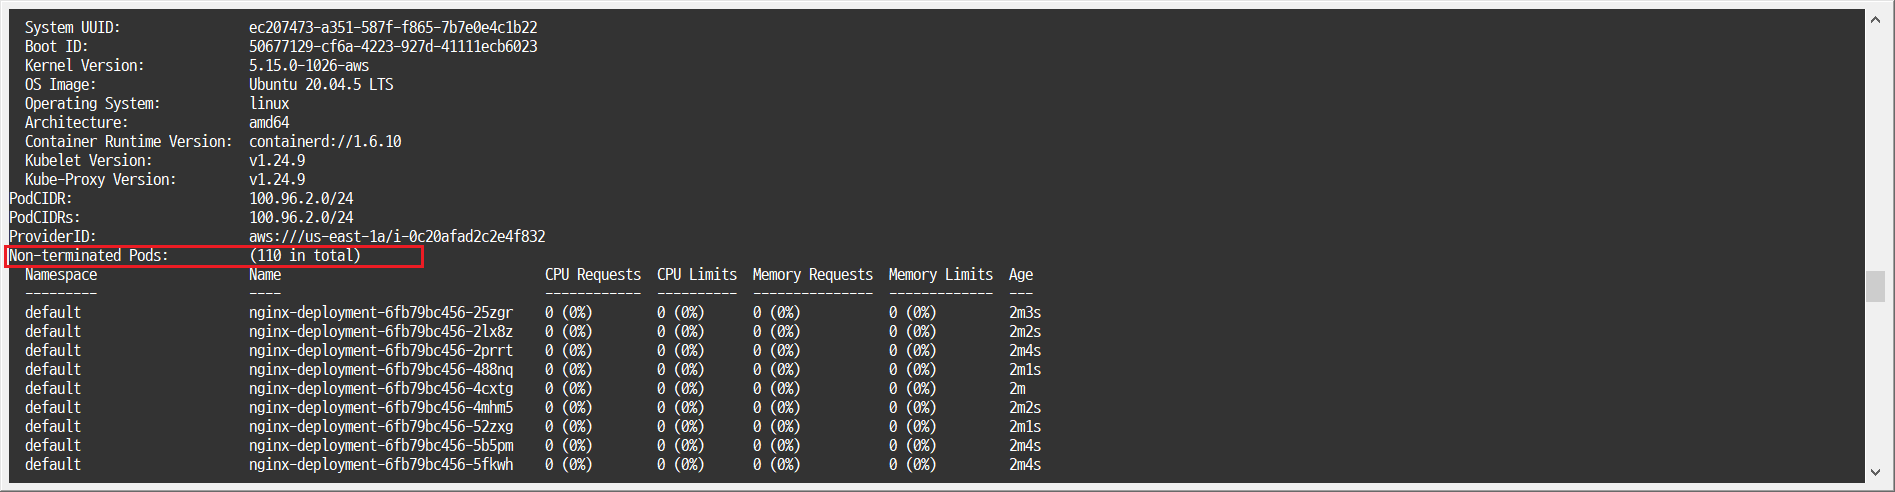 System UUID: ec207473-a351-587f-f865-7b7e0e4c1b22
Boot ID: 50677129-cf6a-4223-927d-41111ecb6023
Kernel Version: 5.15.0-1026-aws
OS Image: Ubuntu 20.04.5 LTS
Operating System: linux
Architecture: amd64
Container Runtime Version: containerd://1.6.10
Kubelet Version: v1.24.9
Kube-Proxy Version: v1.24.9
PodCIDR: 100.96.2.0/24
PodCIDRs: 100.96.2.0/24
ProviderID: aws:///us-east-1a/i-0c20afad2c2e4f832
Non-terminated Pods: (110 in total)
Namespace Name CPU Requests CPU Limits Memory Requests Memory Limits Age
--------- ---- ------------ ---------- --------------- ------------- ---
default nginx-deployment-6fb79bc456-25zgr 0 (0%) 0 (0%) 0 (0%) 0 (0%) 2m3s
default nginx-deployment-6fb79bc456-2lx8z 0 (0%) 0 (0%) 0 (0%) 0 (0%) 2m2s
default nginx-deployment-6fb79bc456-2prrt 0 (0%) 0 (0%) 0 (0%) 0 (0%) 2m4s
default nginx-deployment-6fb79bc456-488nq 0 (0%) 0 (0%) 0 (0%) 0 (0%) 2m1s
default nginx-deployment-6fb79bc456-4cxtg 0 (0%) 0 (0%) 0 (0%) 0 (0%) 2m
default nginx-deployment-6fb79bc456-4mhm5 0 (0%) 0 (0%) 0 (0%) 0 (0%) 2m2s
default nginx-deployment-6fb79bc456-52zxg 0 (0%) 0 (0%) 0 (0%) 0 (0%) 2m1s
default nginx-deployment-6fb79bc456-5b5pm 0 (0%) 0 (0%) 0 (0%) 0 (0%) 2m4s
default nginx-deployment-6fb79bc456-5fkwh 0 (0%) 0 (0%) 0 (0%) 0 (0%) 2m4s